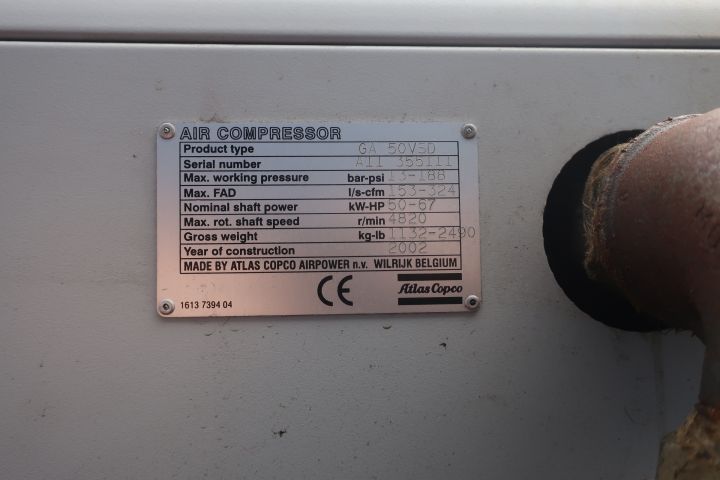 AIR COMPRESSOR
Product type GA 50VSD
Serial number AII 355111
Max. working pressure bar-psi 13-188
Max. FAD l/s-cfm 153-324
Nominal shaft power kW-HP 50-67
Max. rot. shaft speed r/min 4820
Gross weight kg-lb 1132-2490
Year of construction 2002
MADE BY ATLAS COPCO AIRPOWER n.v. WILRIJK BELGIUM
CE Atlas Copco
1613 7394 04